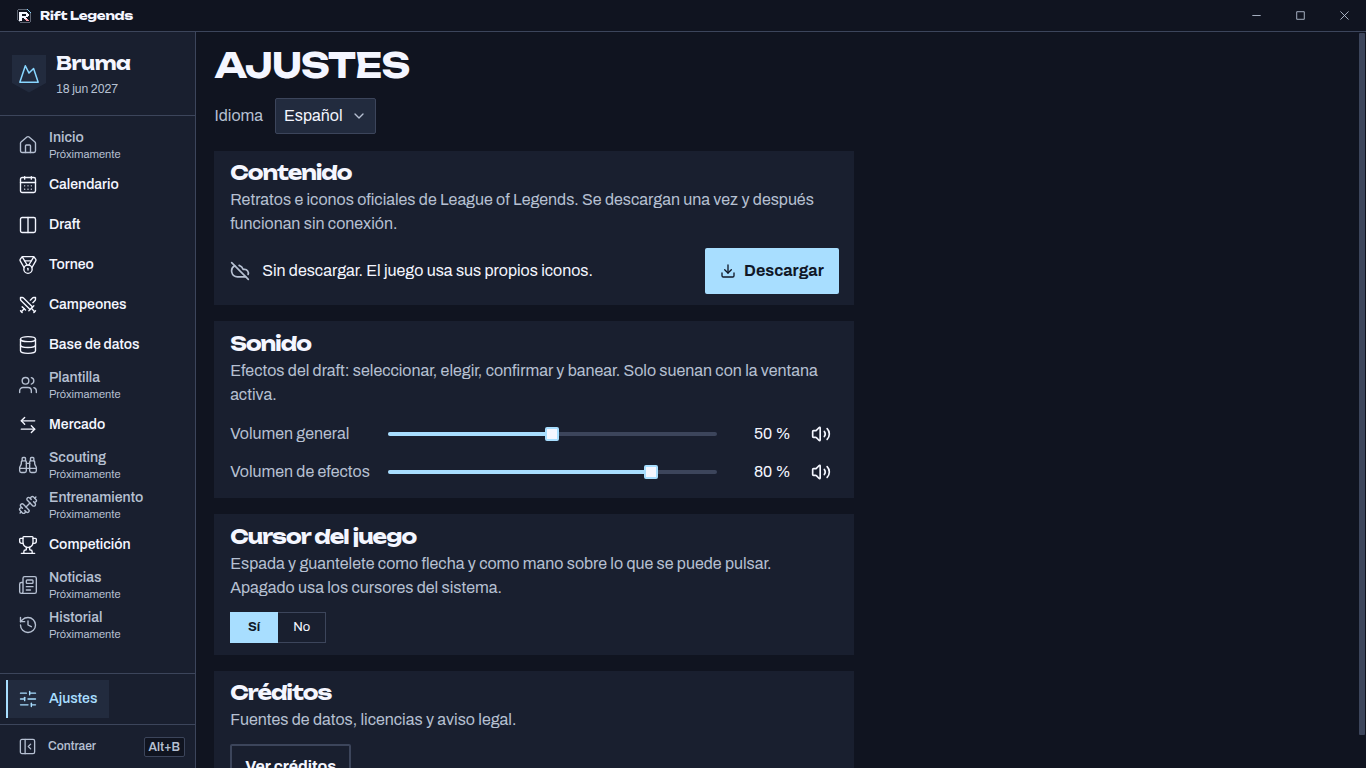 Rift Legends
Bruma
18 jun 2027
Inicio
Próximamente
Calendario
Draft
Torneo
Campeones
Base de datos
Plantilla
Próximamente
Mercado
Scouting
Próximamente
Entrenamiento
Próximamente
Competición
Noticias
Próximamente
Historial
Próximamente
Ajustes
Contraer Alt+B
AJUSTES
Idioma Español
Contenido
Retratos e iconos oficiales de League of Legends. Se descargan una vez y después
funcionan sin conexión.
Sin descargar. El juego usa sus propios iconos. Descargar
Sonido
Efectos del draft: seleccionar, elegir, confirmar y banear. Solo suenan con la ventana
activa.
Volumen general 50 %
Volumen de efectos 80 %
Cursor del juego
Espada y guantelete como flecha y como mano sobre lo que se puede pulsar.
Apagado usa los cursores del sistema.
Sí No
Créditos
Fuentes de datos, licencias y aviso legal.
Ver créditos